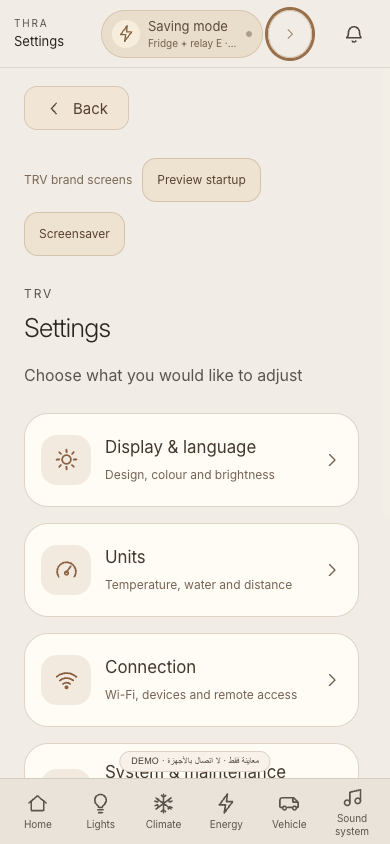 THRA
Settings
Saving mode
Fridge + relay E ·...
Back
TRV brand screens
Preview startup
Screensaver
TRV
Settings
Choose what you would like to adjust
Display & language
Design, colour and brightness
Units
Temperature, water and distance
Connection
Wi-Fi, devices and remote access
System & maintenance
DEMO · معاينة فقط · لا اتصال بالأجهزة
Home
Lights
Climate
Energy
Vehicle
Sound
system